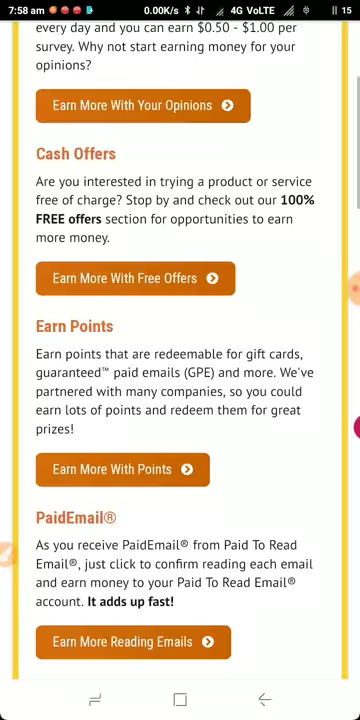 7:58 am 0.00K/s 4G VoLTE 15
every day and you can earn $0.50 - $1.00 per
survey. Why not start earning money for your
opinions?
Earn More With Your Opinions
Cash Offers
Are you interested in trying a product or service
free of charge? Stop by and check out our 100%
FREE offers section for opportunities to earn
more money.
Earn More With Free Offers
Earn Points
Earn points that are redeemable for gift cards,
guaranteed™ paid emails (GPE) and more. We've
partnered with many companies, so you could
earn lots of points and redeem them for great
prizes!
Earn More With Points
PaidEmail®
As you receive PaidEmail® from Paid To Read
Email®, just click to confirm reading each email
and earn money to your Paid To Read Email®
account. It adds up fast!
Earn More Reading Emails